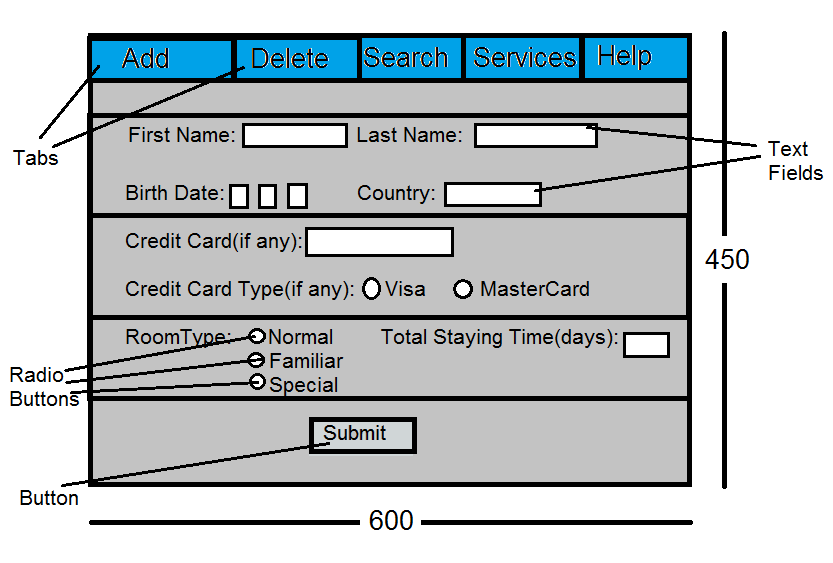 Add Delete Search Services Help
First Name: Last Name:
Text
Fields
Tabs
Birth Date: Country:
Credit Card(if any):
450
Credit Card Type(if any): Visa MasterCard
RoomType: Normal Total Staying Time(days):
Familiar
Special
Radio
Buttons
Submit
Button
600